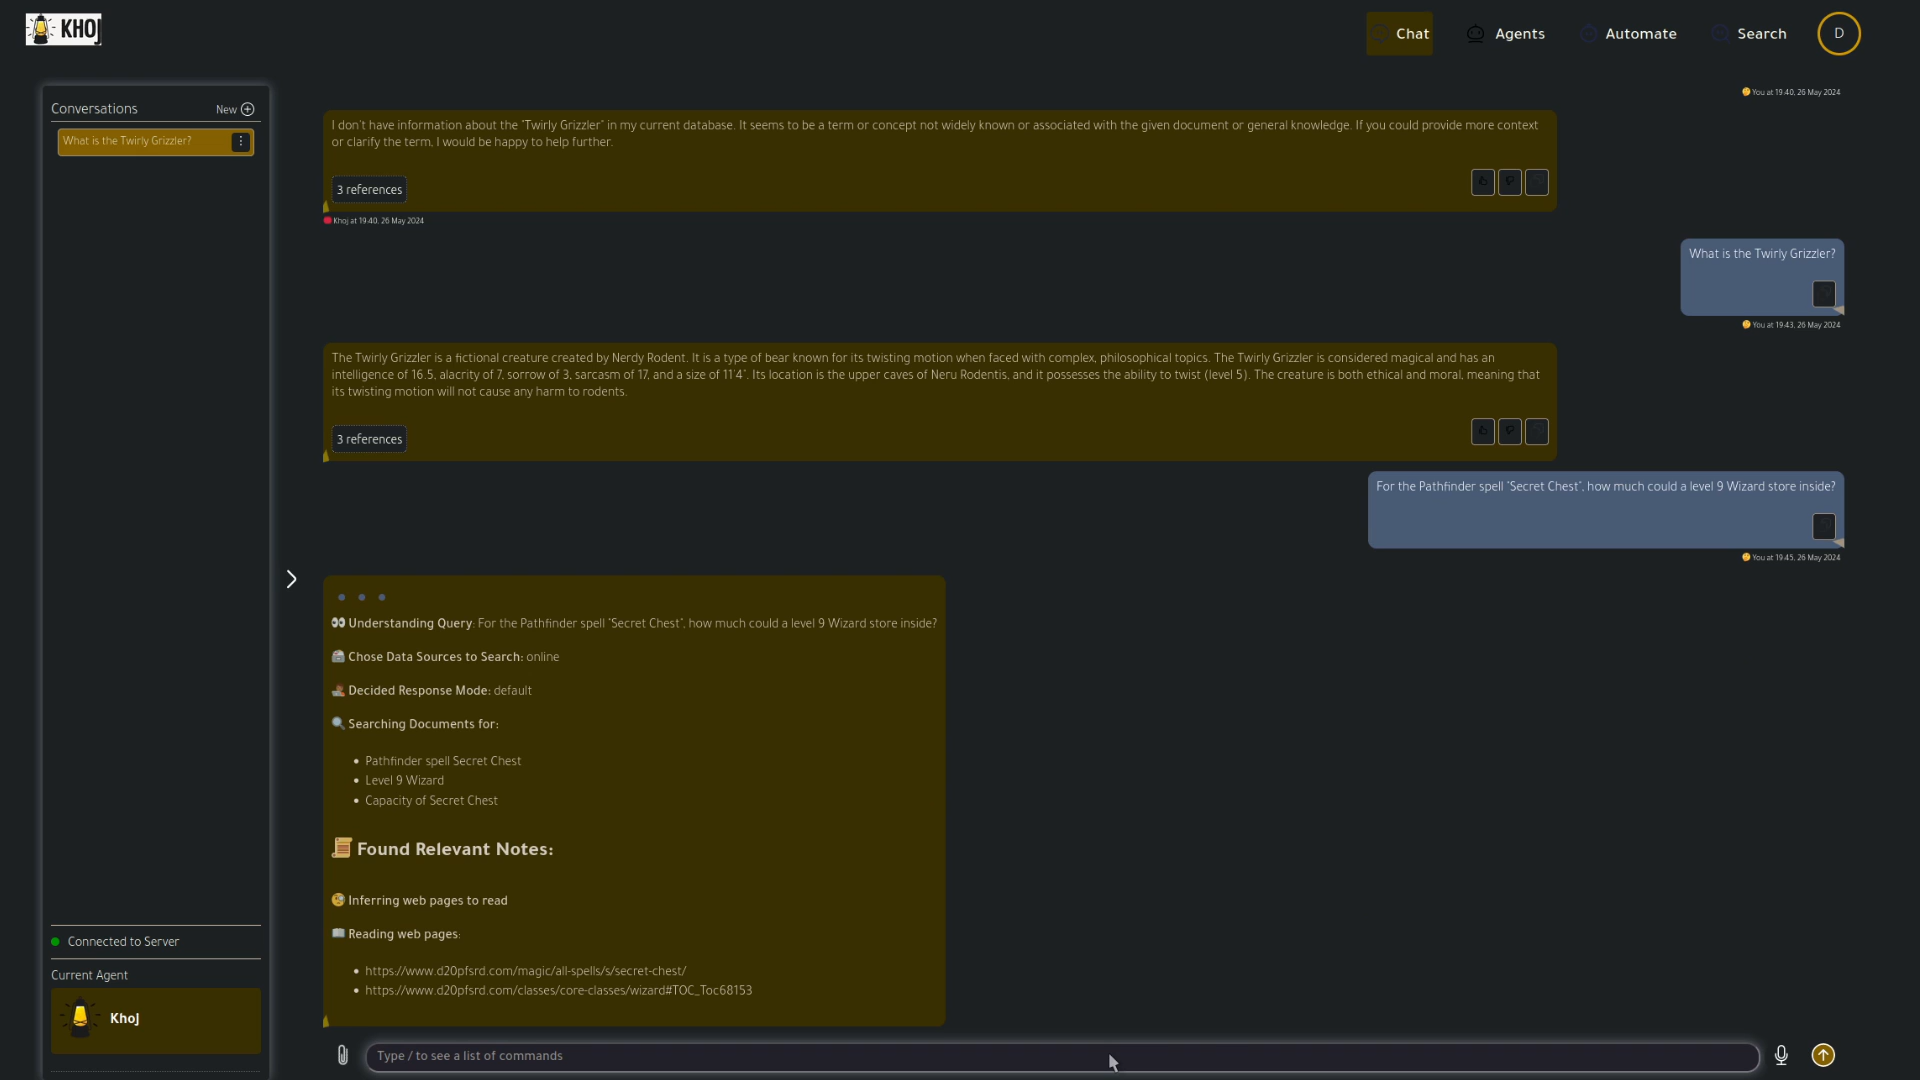 KHOJ
Chat
Agents
Automate
Search
D
Conversations
New
What is the Twirly Grizzler?
You at 19:40, 26 May 2024
I don't have information about the "Twirly Grizzler" in my current database. It seems to be a term or concept not widely known or associated with the given document or general knowledge. If you could provide more context
or clarify the term, I would be happy to help further.
3 references
Khoj at 19:40, 26 May 2024
What is the Twirly Grizzler?
You at 19:43, 26 May 2024
The Twirly Grizzler is a fictional creature created by Nerdy Rodent. It is a type of bear known for its twisting motion when faced with complex, philosophical topics. The Twirly Grizzler is considered magical and has an
intelligence of 16.5, alacrity of 7, sorrow of 3, sarcasm of 17, and a size of 11'4". Its location is the upper caves of Neru Rodentis, and it possesses the ability to twist (level 5). The creature is both ethical and moral, meaning that
its twisting motion will not cause any harm to rodents.
3 references
For the Pathfinder spell "Secret Chest", how much could a level 9 Wizard store inside?
You at 19:45, 26 May 2024
Understanding Query: For the Pathfinder spell "Secret Chest", how much could a level 9 Wizard store inside?
Chose Data Sources to Search: online
Decided Response Mode: default
Searching Documents for:
• Pathfinder spell Secret Chest
• Level 9 Wizard
• Capacity of Secret Chest
Found Relevant Notes:
Inferring web pages to read
Reading web pages:
• https://www.d20pfsrd.com/magic/all-spells/s/secret-chest/
• https://www.d20pfsrd.com/classes/core-classes/wizard#TOC_Toc68153
Connected to Server
Current Agent
Khoj
Type / to see a list of commands